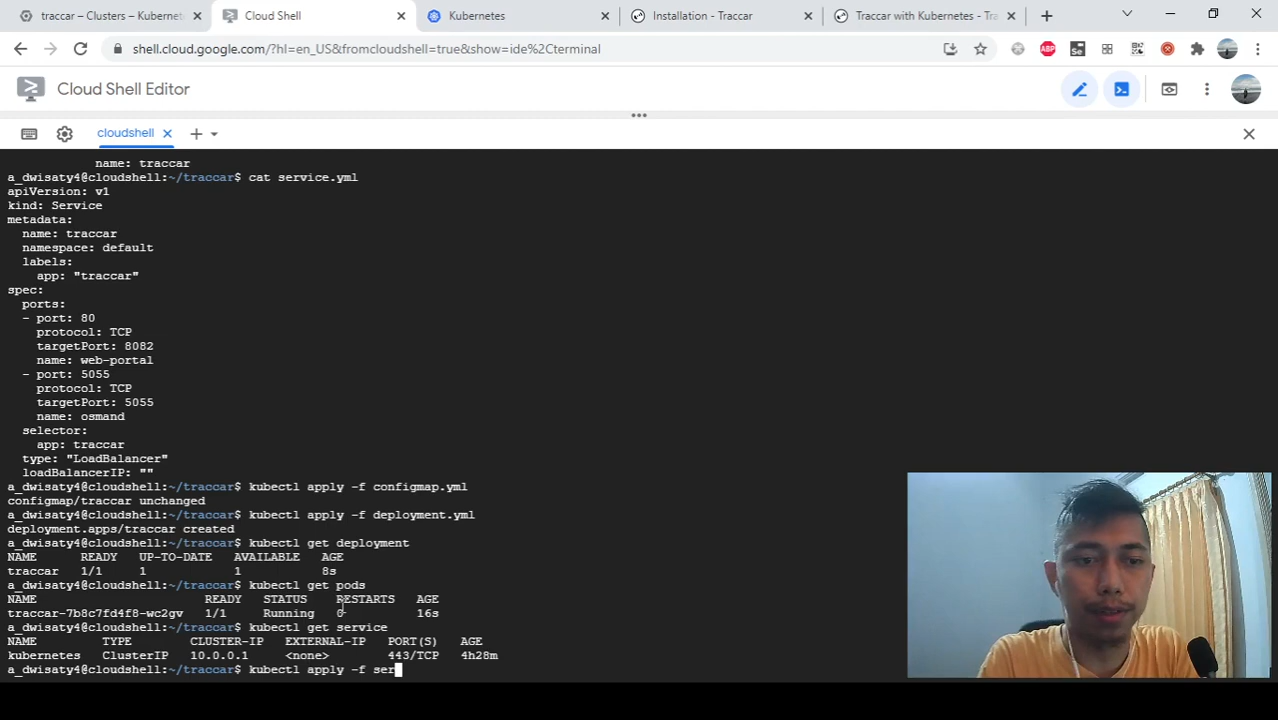 traccar – Clusters – Kubernet
Cloud Shell
Kubernetes
Installation - Traccar
Traccar with Kubernetes - Tra
shell.cloud.google.com/?hl=en_US&fromcloudshell=true&show=ide%2Cterminal
ABP
Se
Cloud Shell Editor
cloudshell
name: traccar
a_dwisaty4@cloudshell:~/traccar$ cat service.yml
apiVersion: v1
kind: Service
metadata:
  name: traccar
  namespace: default
  labels:
    app: "traccar"
spec:
  ports:
  - port: 80
    protocol: TCP
    targetPort: 8082
    name: web-portal
  - port: 5055
    protocol: TCP
    targetPort: 5055
    name: osmand
  selector:
    app: traccar
  type: "LoadBalancer"
  loadBalancerIP: ""
a_dwisaty4@cloudshell:~/traccar$ kubectl apply -f configmap.yml
configmap/traccar unchanged
a_dwisaty4@cloudshell:~/traccar$ kubectl apply -f deployment.yml
deployment.apps/traccar created
a_dwisaty4@cloudshell:~/traccar$ kubectl get deployment
NAME READY UP-TO-DATE AVAILABLE AGE
traccar 1/1 1 1 8s
a_dwisaty4@cloudshell:~/traccar$ kubectl get pods
NAME READY STATUS RESTARTS AGE
traccar-7b8c7fd4f8-wc2gv 1/1 Running 0 16s
a_dwisaty4@cloudshell:~/traccar$ kubectl get service
NAME TYPE CLUSTER-IP EXTERNAL-IP PORT(S) AGE
kubernetes ClusterIP 10.0.0.1 <none> 443/TCP 4h28m
a_dwisaty4@cloudshell:~/traccar$ kubectl apply -f ser